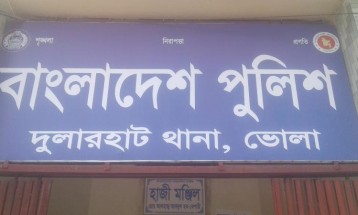 শৃঙ্খলা নিরাপত্তা প্রগতি
বাংলাদেশ পুলিশ
দুলারহাট থানা, ভোলা
হাজী মঞ্জিল